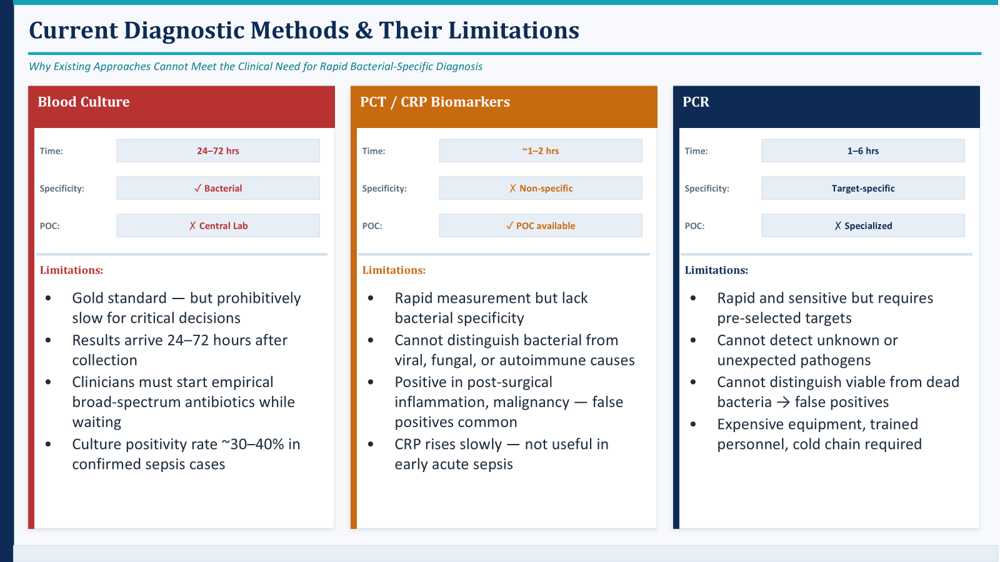 Current Diagnostic Methods & Their Limitations
Why Existing Approaches Cannot Meet the Clinical Need for Rapid Bacterial-Specific Diagnosis
Blood Culture
Time:
24–72 hrs
Specificity:
✓ Bacterial
POC:
✗ Central Lab
Limitations:
• Gold standard — but prohibitively
slow for critical decisions
• Results arrive 24–72 hours after
collection
• Clinicians must start empirical
broad-spectrum antibiotics while
waiting
• Culture positivity rate ~30–40% in
confirmed sepsis cases
PCT / CRP Biomarkers
Time:
~1–2 hrs
Specificity:
✗ Non-specific
POC:
✓ POC available
Limitations:
• Rapid measurement but lack
bacterial specificity
• Cannot distinguish bacterial from
viral, fungal, or autoimmune causes
• Positive in post-surgical
inflammation, malignancy — false
positives common
• CRP rises slowly — not useful in
early acute sepsis
PCR
Time:
1–6 hrs
Specificity:
Target-specific
POC:
✗ Specialized
Limitations:
• Rapid and sensitive but requires
pre-selected targets
• Cannot detect unknown or
unexpected pathogens
• Cannot distinguish viable from dead
bacteria → false positives
• Expensive equipment, trained
personnel, cold chain required